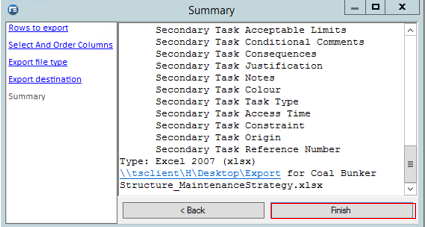 Summary
Rows to export
Select And Order Columns
Export file type
Export destination
Summary
Secondary Task Acceptable Limits
Secondary Task Conditional Comments
Secondary Task Consequences
Secondary Task Justification
Secondary Task Notes
Secondary Task Colour
Secondary Task Task Type
Secondary Task Access Time
Secondary Task Constraint
Secondary Task Origin
Secondary Task Reference Number
Type: Excel 2007 (xlsx)
\\tsclient\H\Desktop\Export for Coal Bunker
Structure_MaintenanceStrategy.xlsx
< Back
Finish